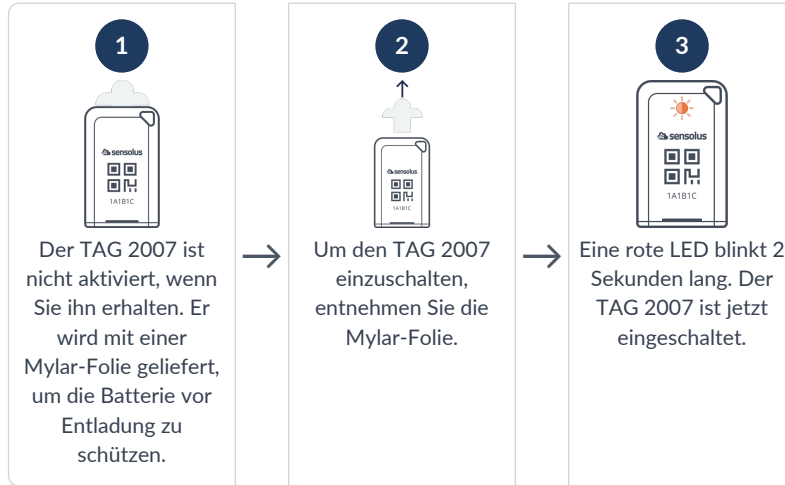 1
sensolus
1A1B1C
Der TAG 2007 ist
nicht aktiviert, wenn
Sie ihn erhalten. Er
wird mit einer
Mylar-Folie geliefert,
um die Batterie vor
Entladung zu
schützen.
2
sensolus
1A1B1C
Um den TAG 2007
einzuschalten,
entnehmen Sie die
Mylar-Folie.
3
sensolus
1A1B1C
Eine rote LED blinkt 2
Sekunden lang. Der
TAG 2007 ist jetzt
eingeschaltet.